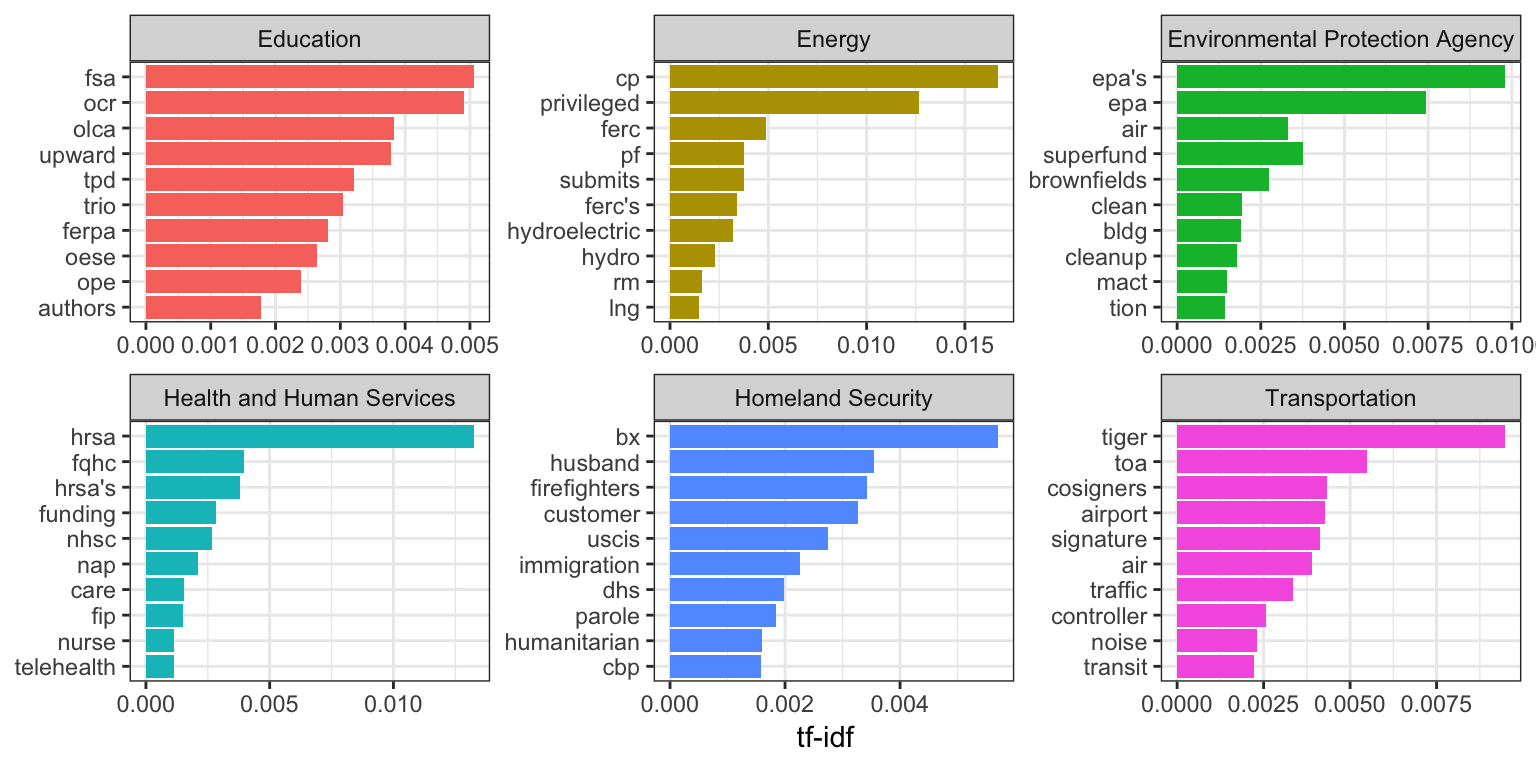 Education
fsa
ocr
olca
upward
tpd
trio
ferpa
oese
ope
authors
0.000 0.001 0.002 0.003 0.004 0.005
Energy
cp
privileged
ferc
pf
submits
ferc's
hydroelectric
hydro
rm
lng
0.000 0.005 0.010 0.015
Environmental Protection Agency
epa's
epa
air
superfund
brownfields
clean
bldg
cleanup
mact
tion
0.0000 0.0025 0.0050 0.0075 0.010
Health and Human Services
hrsa
fqhc
hrsa's
funding
nhsc
nap
care
fip
nurse
telehealth
0.000 0.005 0.010
Homeland Security
bx
husband
firefighters
customer
uscis
immigration
dhs
parole
humanitarian
cbp
0.000 0.002 0.004
Transportation
tiger
toa
cosigners
airport
signature
air
traffic
controller
noise
transit
0.0000 0.0025 0.0050 0.0075
tf-idf